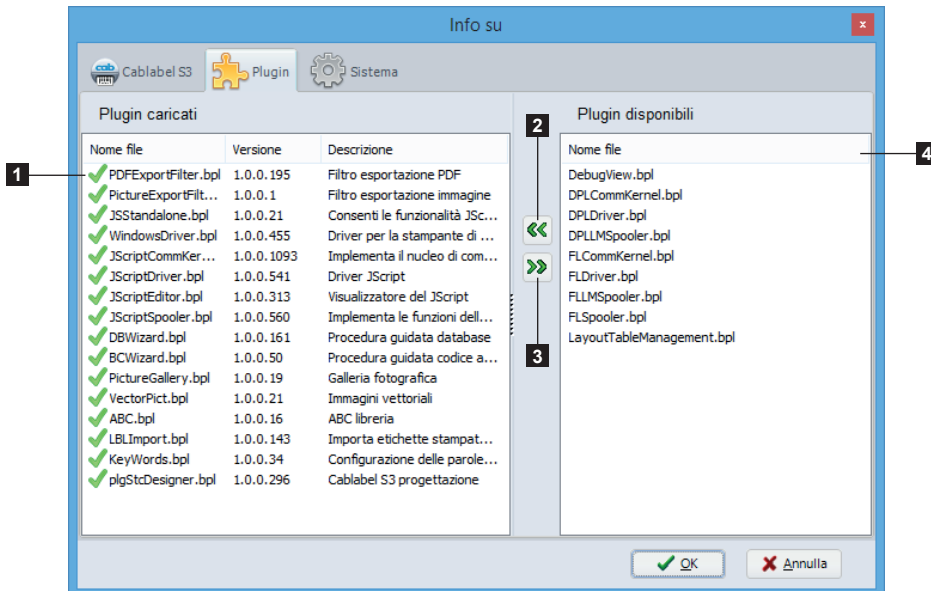 Info su
x
cab Cablabel S3 Plugin Sistema
Plugin caricati
Nome file Versione Descrizione
PDFExportFilter.bpl 1.0.0.195 Filtro esportazione PDF
PictureExportFilt... 1.0.0.1 Filtro esportazione immagine
JSStandalone.bpl 1.0.0.21 Consenti le funzionalità JSc...
WindowsDriver.bpl 1.0.0.455 Driver per la stampante di ...
JScriptCommKer... 1.0.0.1093 Implementa il nucleo di com...
JScriptDriver.bpl 1.0.0.541 Driver JScript
JScriptEditor.bpl 1.0.0.313 Visualizzatore del JScript
JScriptSpooler.bpl 1.0.0.560 Implementa le funzioni dell...
DBWizard.bpl 1.0.0.161 Procedura guidata database
BCWizard.bpl 1.0.0.50 Procedura guidata codice a...
PictureGallery.bpl 1.0.0.19 Galleria fotografica
VectorPict.bpl 1.0.0.21 Immagini vettoriali
ABC.bpl 1.0.0.16 ABC libreria
LBLImport.bpl 1.0.0.143 Importa etichette stampat...
KeyWords.bpl 1.0.0.34 Configurazione delle parole...
plgStcDesigner.bpl 1.0.0.296 Cablabel S3 progettazione
1
2
3
4
Plugin disponibili
Nome file
DebugView.bpl
DPLCommKernel.bpl
DPLDriver.bpl
DPLLMSpooler.bpl
FLCommKernel.bpl
FLDriver.bpl
FLLMSpooler.bpl
FLSpooler.bpl
LayoutTableManagement.bpl
OK Annulla